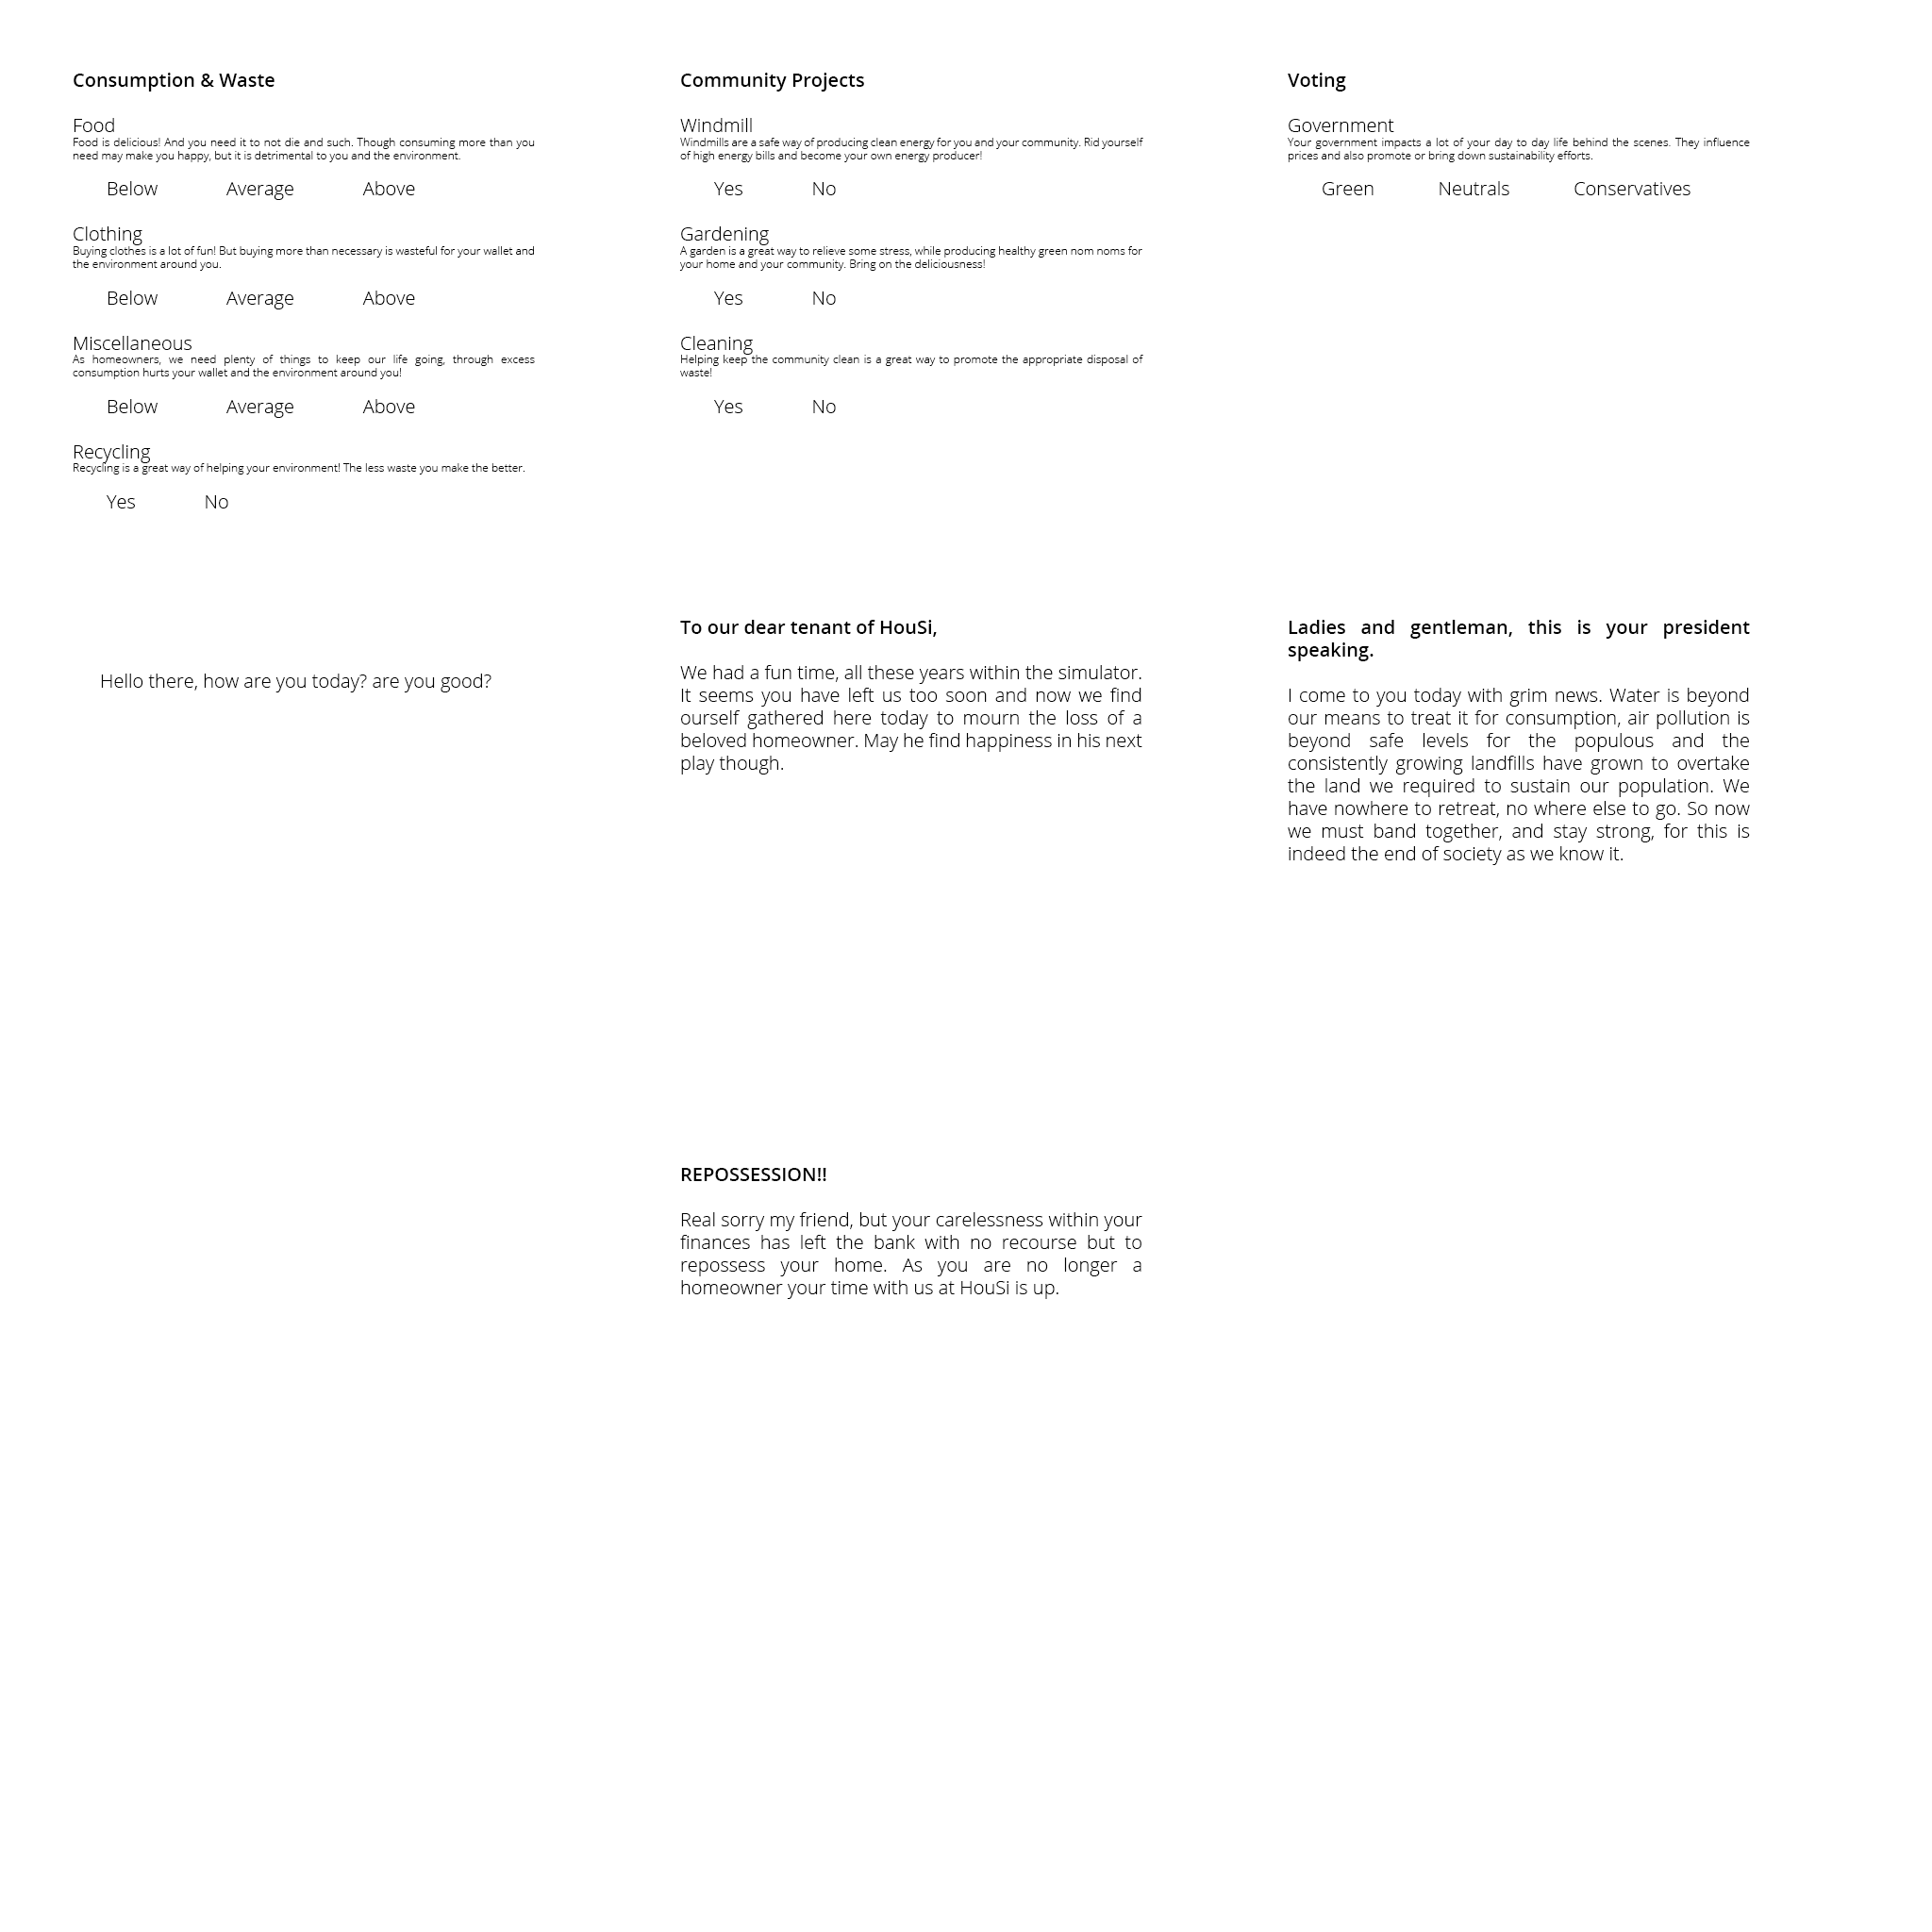 Consumption & Waste
Food
Food is delicious! And you need it to not die and such. Though consuming more than you
need may make you happy, but it is detrimental to you and the environment.
Below Average Above
Clothing
Buying clothes is a lot of fun! But buying more than necessary is wasteful for your wallet and
the environment around you.
Below Average Above
Miscellaneous
As homeowners, we need plenty of things to keep our life going, through excess
consumption hurts your wallet and the environment around you!
Below Average Above
Recycling
Recycling is a great way of helping your environment! The less waste you make the better.
Yes No
Community Projects
Windmill
Windmills are a safe way of producing clean energy for you and your community. Rid yourself
of high energy bills and become your own energy producer!
Yes No
Gardening
A garden is a great way to relieve some stress, while producing healthy green nom noms for
your home and your community. Bring on the deliciousness!
Yes No
Cleaning
Helping keep the community clean is a great way to promote the appropriate disposal of
waste!
Yes No
Voting
Government
Your government impacts a lot of your day to day life behind the scenes. They influence
prices and also promote or bring down sustainability efforts.
Green Neutrals Conservatives
Hello there, how are you today? are you good?
To our dear tenant of HouSi,
We had a fun time, all these years within the simulator.
It seems you have left us too soon and now we find
ourself gathered here today to mourn the loss of a
beloved homeowner. May he find happiness in his next
play though.
Ladies and gentleman, this is your president
speaking.
I come to you today with grim news. Water is beyond
our means to treat it for consumption, air pollution is
beyond safe levels for the populous and the
consistently growing landfills have grown to overtake
the land we required to sustain our population. We
have nowhere to retreat, no where else to go. So now
we must band together, and stay strong, for this is
indeed the end of society as we know it.
REPOSSESSION!!
Real sorry my friend, but your carelessness within your
finances has left the bank with no recourse but to
repossess your home. As you are no longer a
homeowner your time with us at HouSi is up.